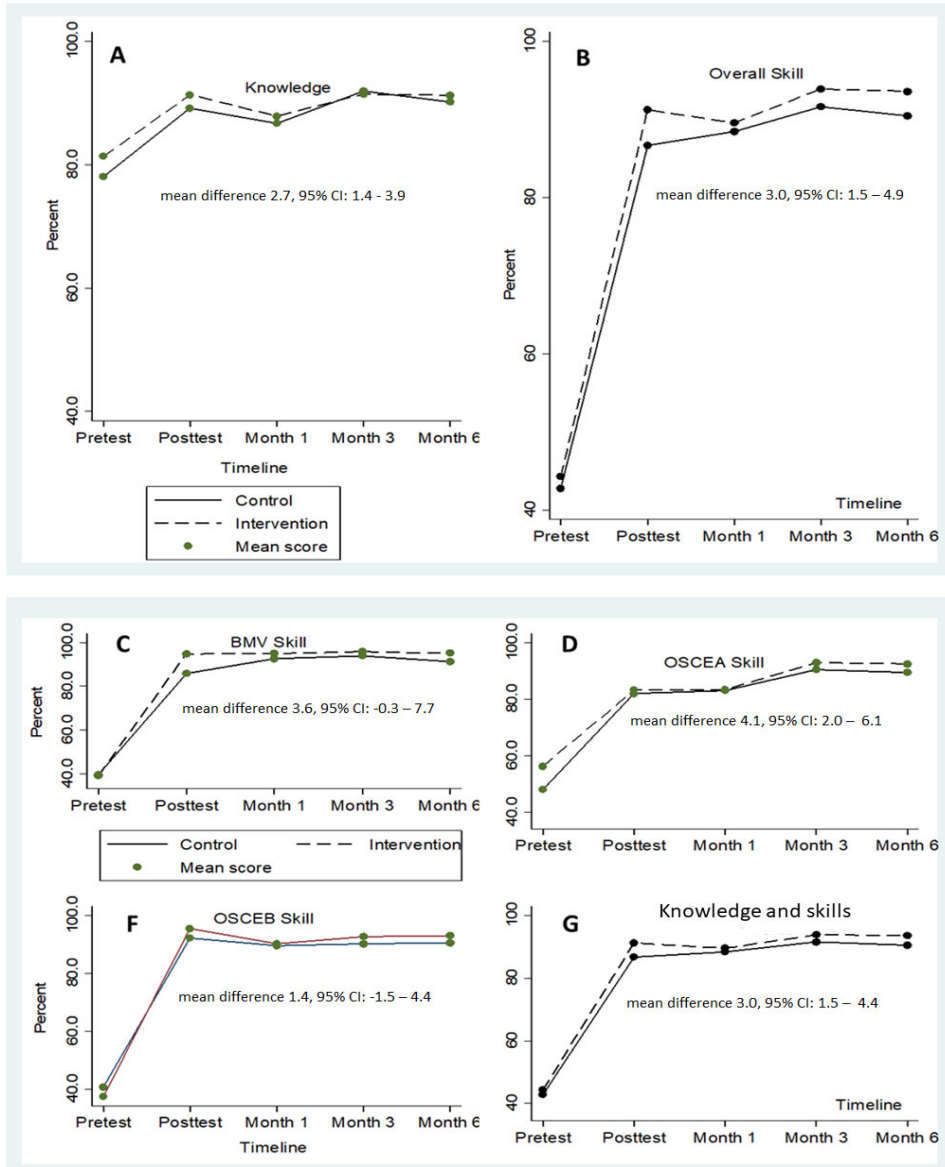 A
Knowledge
100.0
80.0
60.0
40.0
Percent
mean difference 2.7, 95% CI: 1.4 - 3.9
Pretest Posttest Month 1 Month 3 Month 6
Timeline
Control
Intervention
Mean score
B
Overall Skill
100
80
60
40
Percent
mean difference 3.0, 95% CI: 1.5 – 4.9
Timeline
Pretest Posttest Month 1 Month 3 Month 6
C
BMV Skill
100.0
80.0
60.0
40.0
Percent
mean difference 3.6, 95% CI: -0.3 – 7.7
Pretest Posttest Month 1 Month 3 Month 6
Control Intervention
Mean score
D
OSCEA Skill
100.0
80.0
60.0
40.0
mean difference 4.1, 95% CI: 2.0 – 6.1
Pretest Posttest Month 1 Month 3 Month 6
F
OSCEB Skill
100.0
80.0
60.0
40.0
Percent
mean difference 1.4, 95% CI: -1.5 – 4.4
Pretest Posttest Month 1 Month 3 Month 6
Timeline
G
Knowledge and skills
100
80
60
40
mean difference 3.0, 95% CI: 1.5 – 4.4
Timeline
Pretest Posttest Month 1 Month 3 Month 6